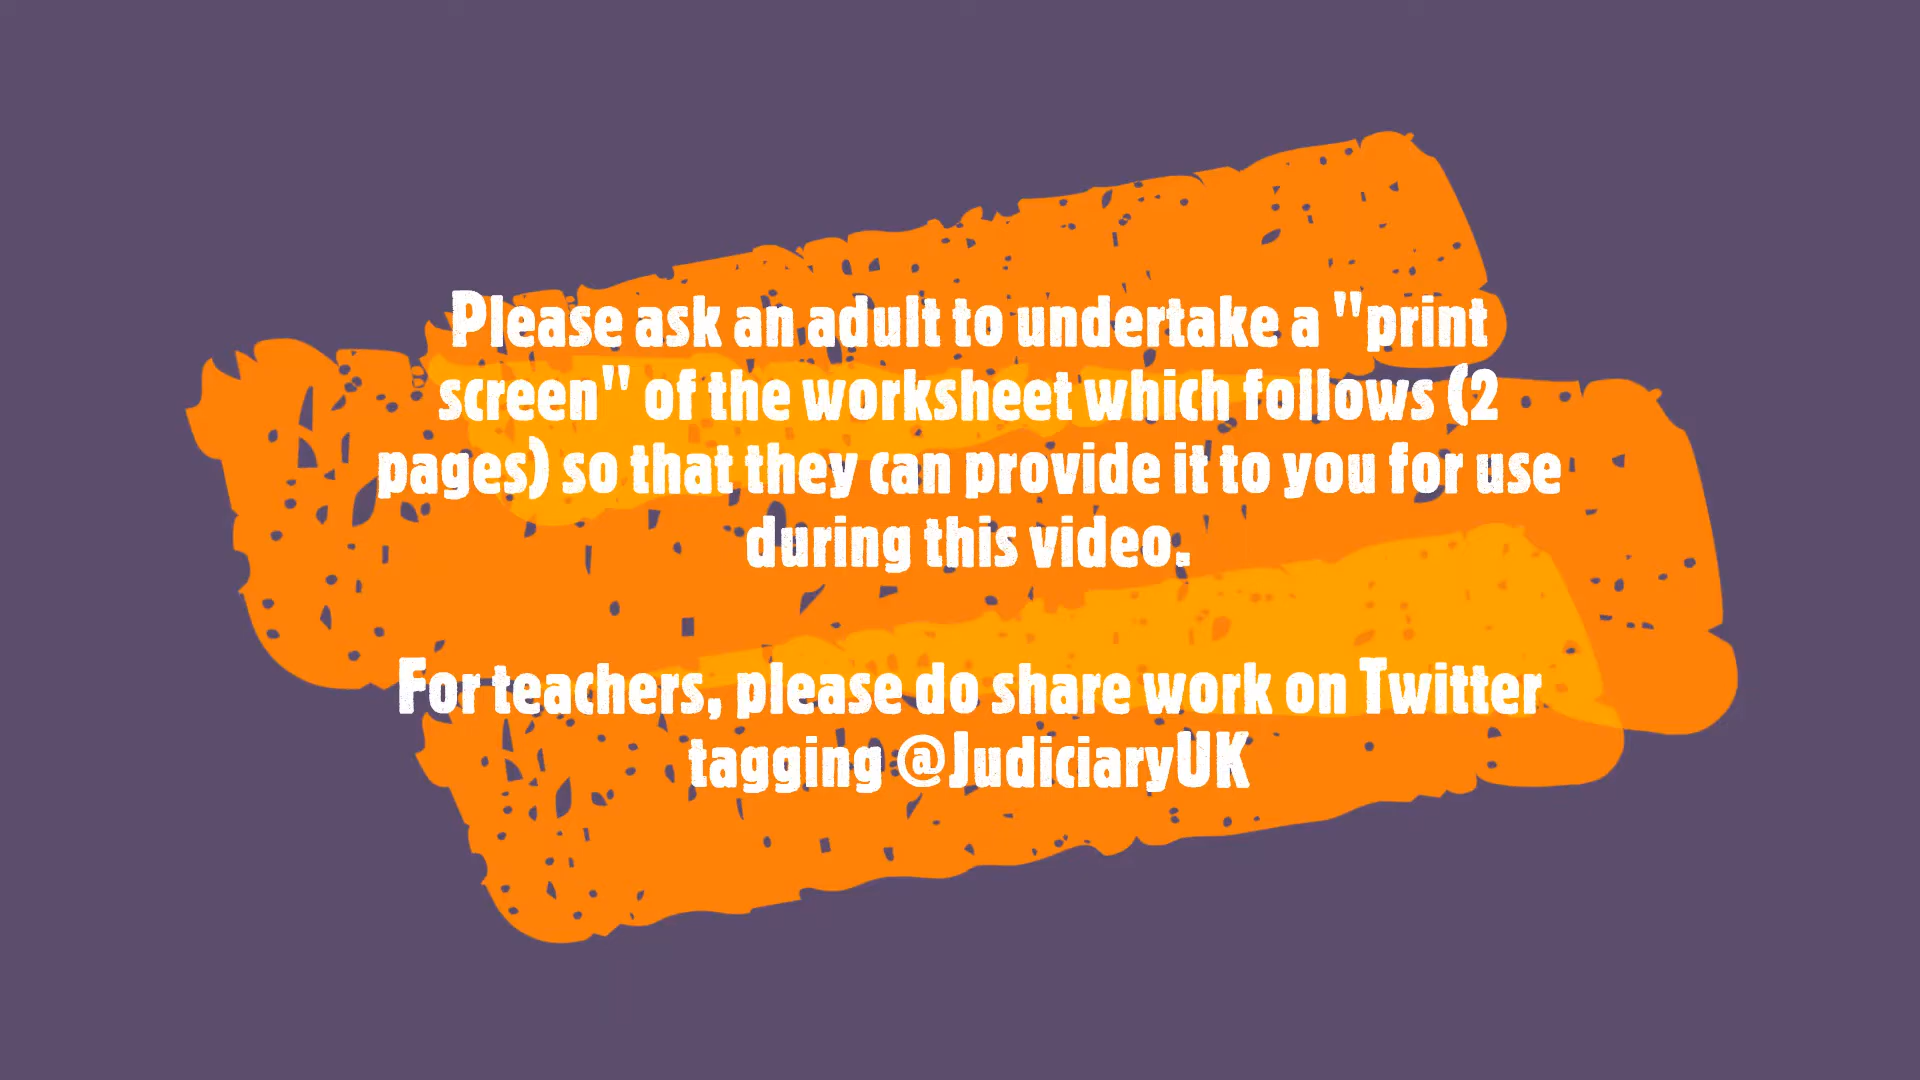 Please ask an adult to undertake a "print
screen" of the worksheet which follows (2
pages) so that they can provide it to you for use
during this video.
For teachers, please do share work on Twitter
tagging @JudiciaryUK